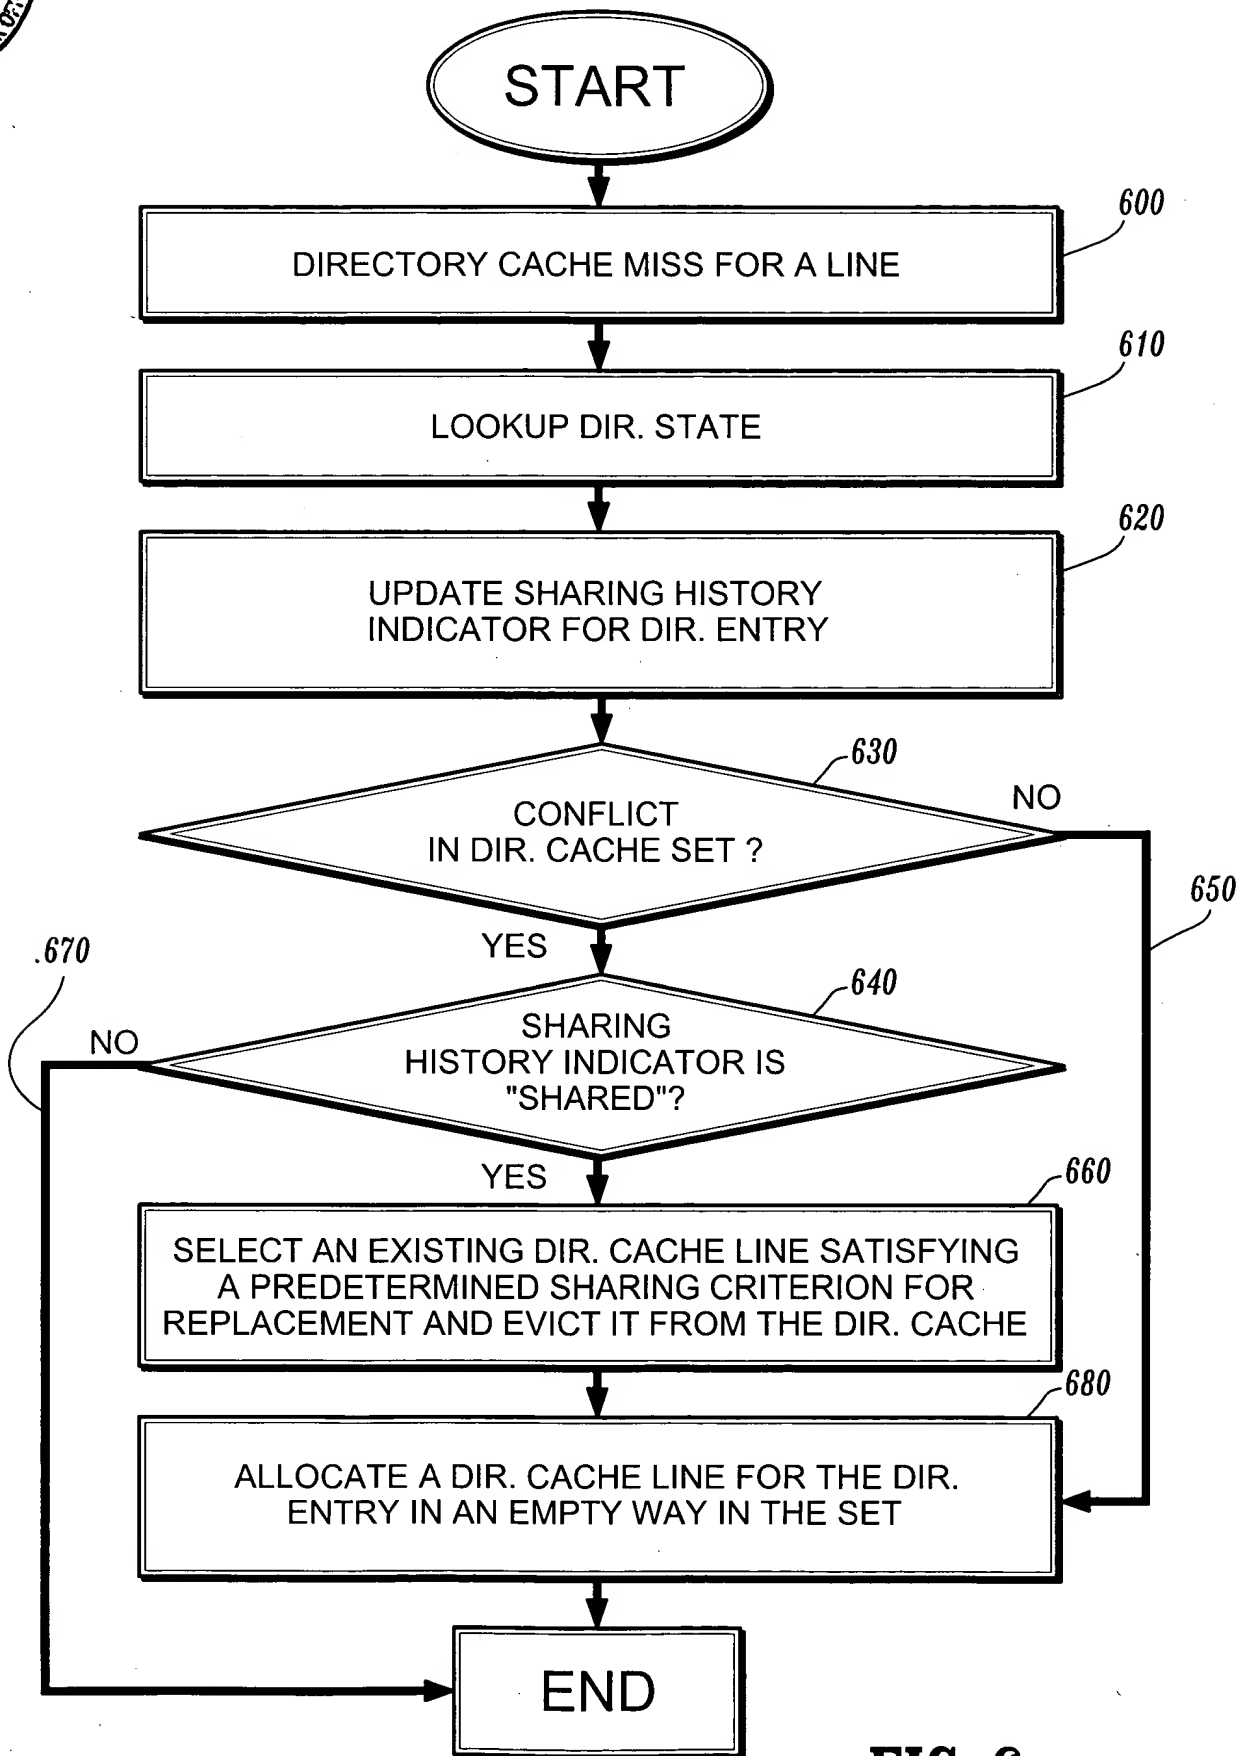 START
600
DIRECTORY CACHE MISS FOR A LINE
610
LOOKUP DIR. STATE
620
UPDATE SHARING HISTORY
INDICATOR FOR DIR. ENTRY
630
CONFLICT
IN DIR. CACHE SET ?
NO
650
YES
.670
640
SHARING
HISTORY INDICATOR IS
"SHARED"?
NO
YES
660
SELECT AN EXISTING DIR. CACHE LINE SATISFYING
A PREDETERMINED SHARING CRITERION FOR
REPLACEMENT AND EVICT IT FROM THE DIR. CACHE
680
ALLOCATE A DIR. CACHE LINE FOR THE DIR.
ENTRY IN AN EMPTY WAY IN THE SET
END